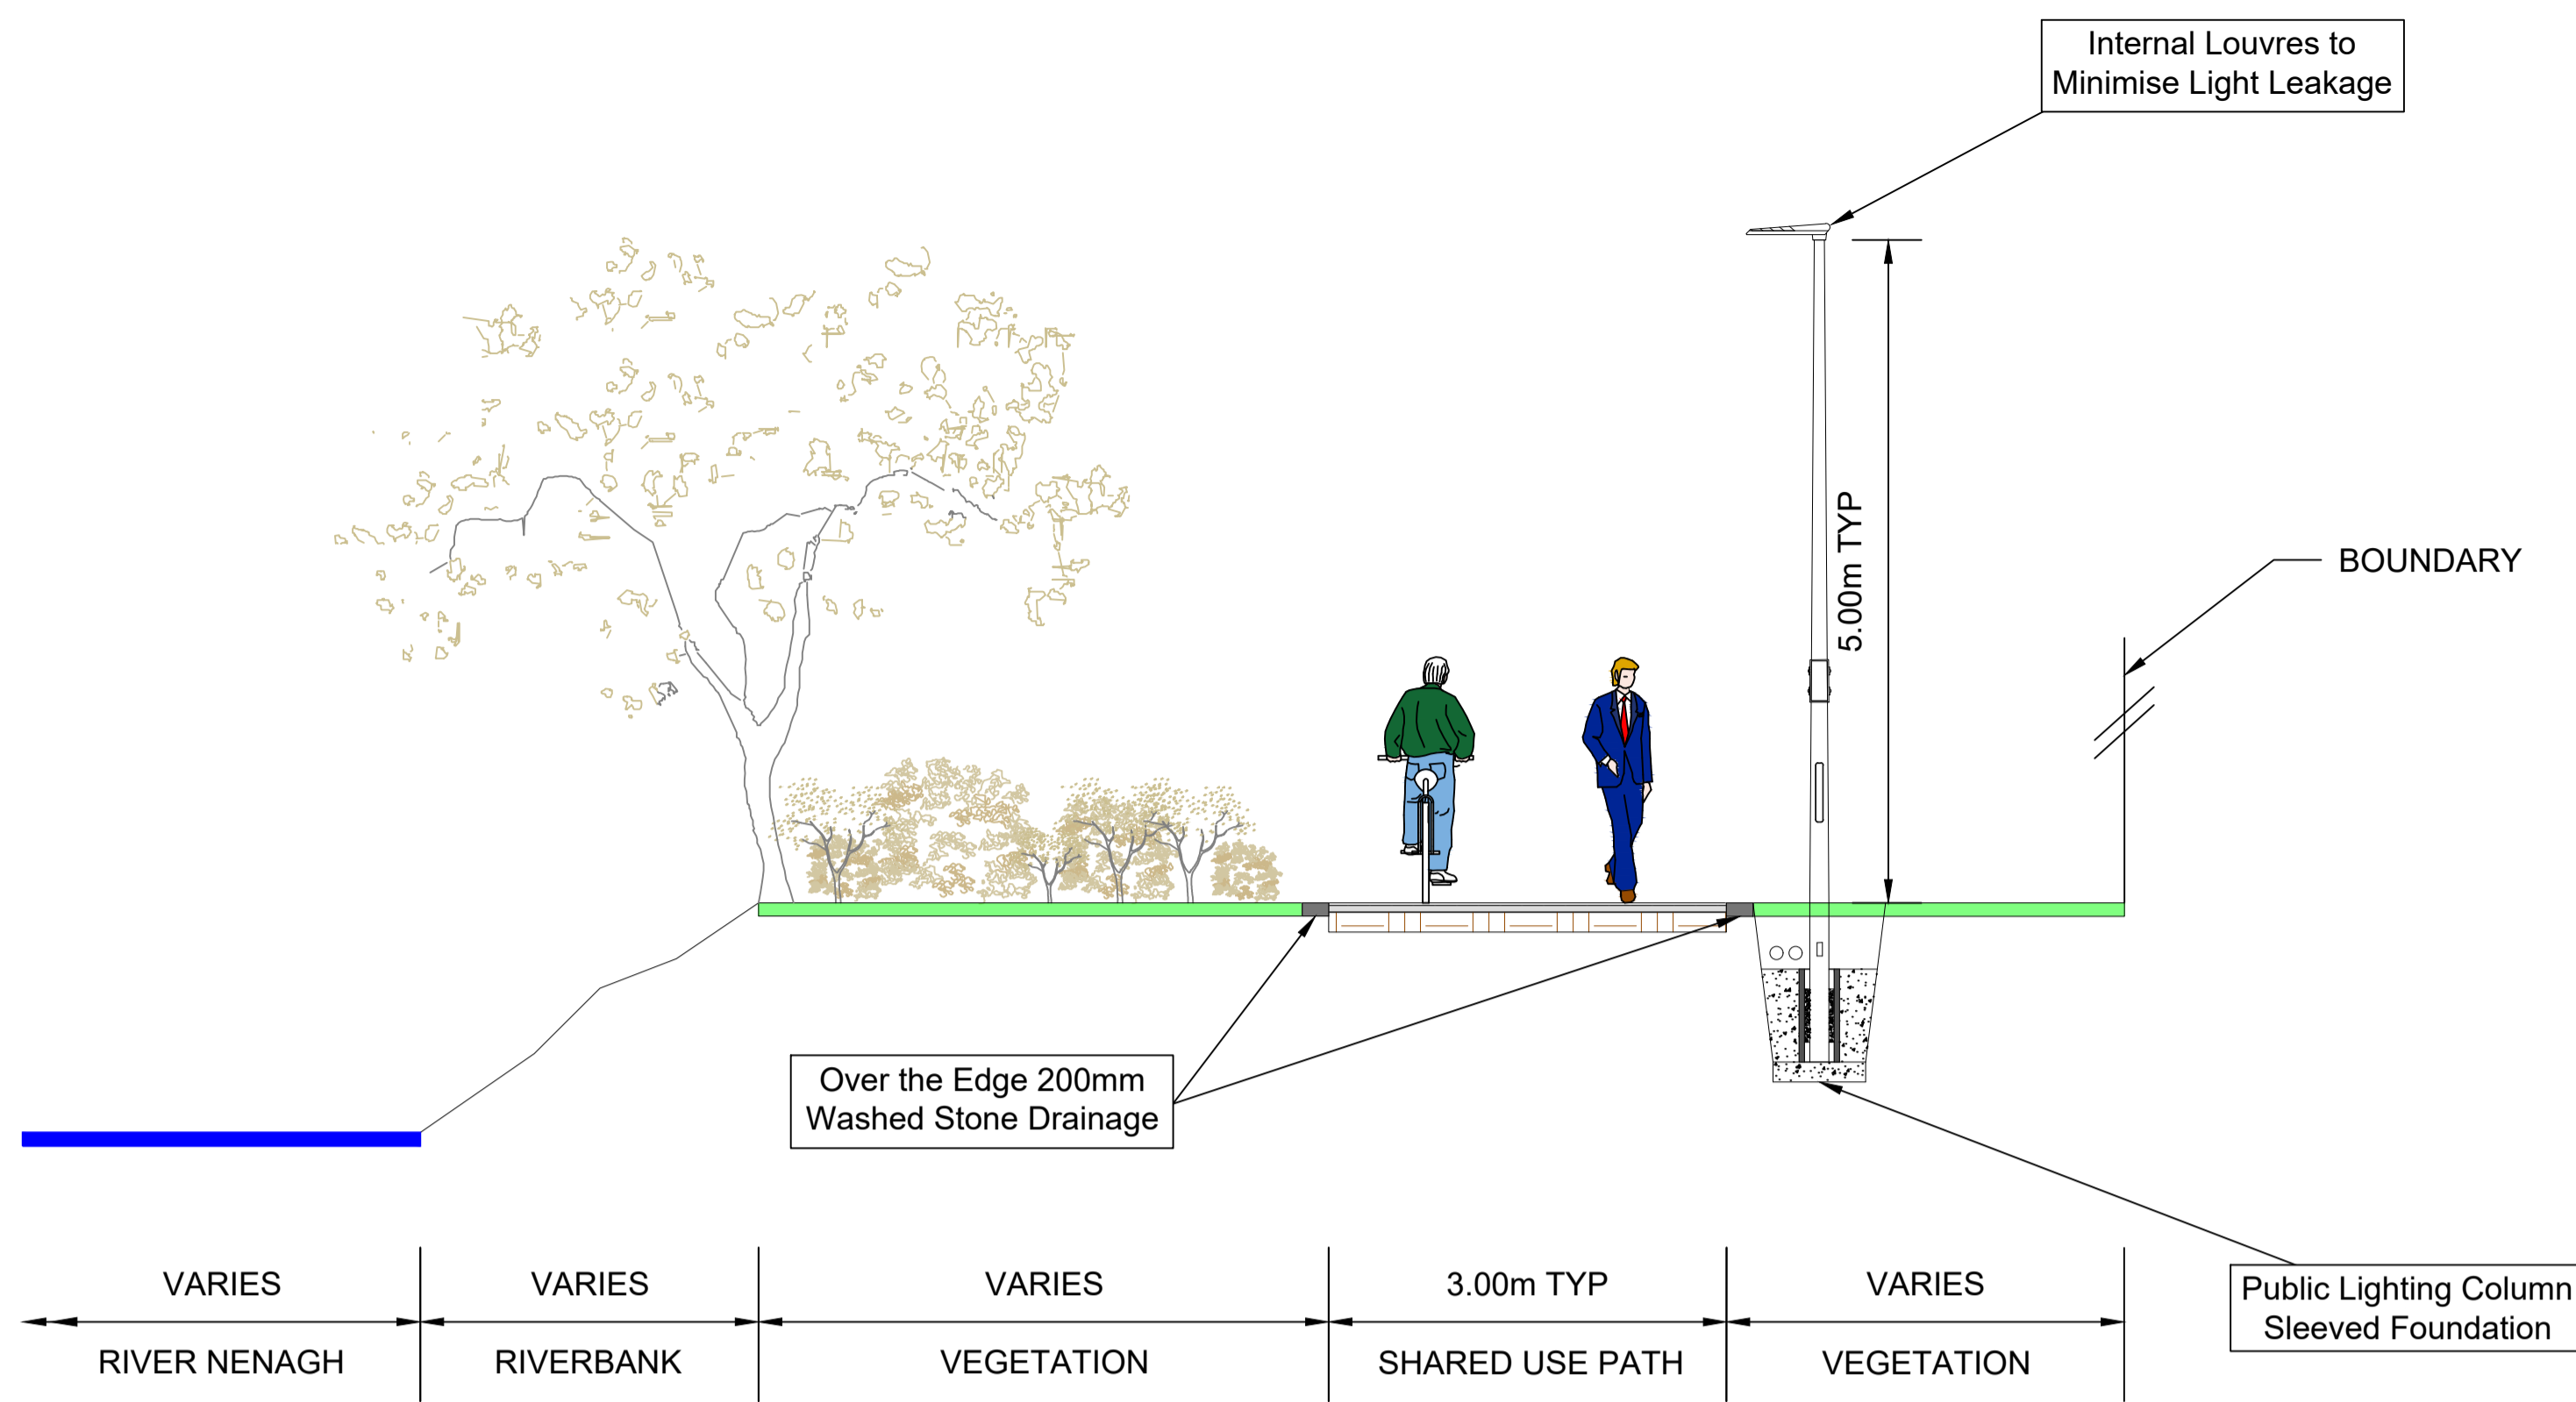 Internal Louvres to
Minimise Light Leakage
5.00m TYP
BOUNDARY
Over the Edge 200mm
Washed Stone Drainage
Public Lighting Column
Sleeved Foundation
VARIES
VARIES
VARIES
3.00m TYP
VARIES
RIVER NENAGH
RIVERBANK
VEGETATION
SHARED USE PATH
VEGETATION